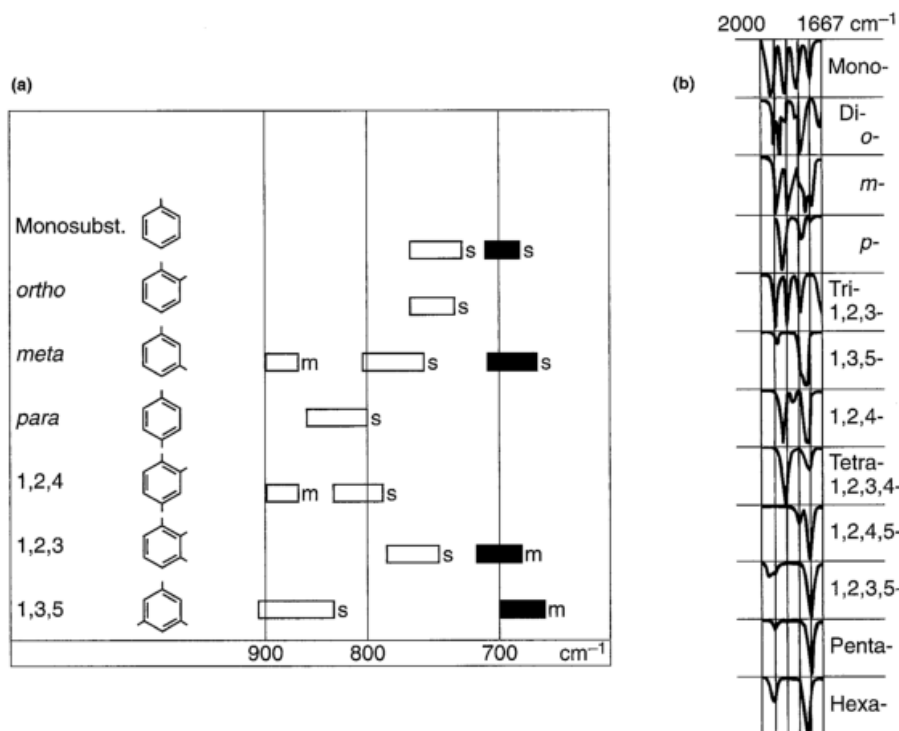 (a)
Monosubst.
s s
ortho
s
meta
m s s
para
s
1,2,4
m s
1,2,3
s m
1,3,5
s m
900 800 700 cm–1
(b)
2000 1667 cm–1
Mono-
Di-
o-
m-
p-
Tri-
1,2,3-
1,3,5-
1,2,4-
Tetra-
1,2,3,4-
1,2,4,5-
1,2,3,5-
Penta-
Hexa-